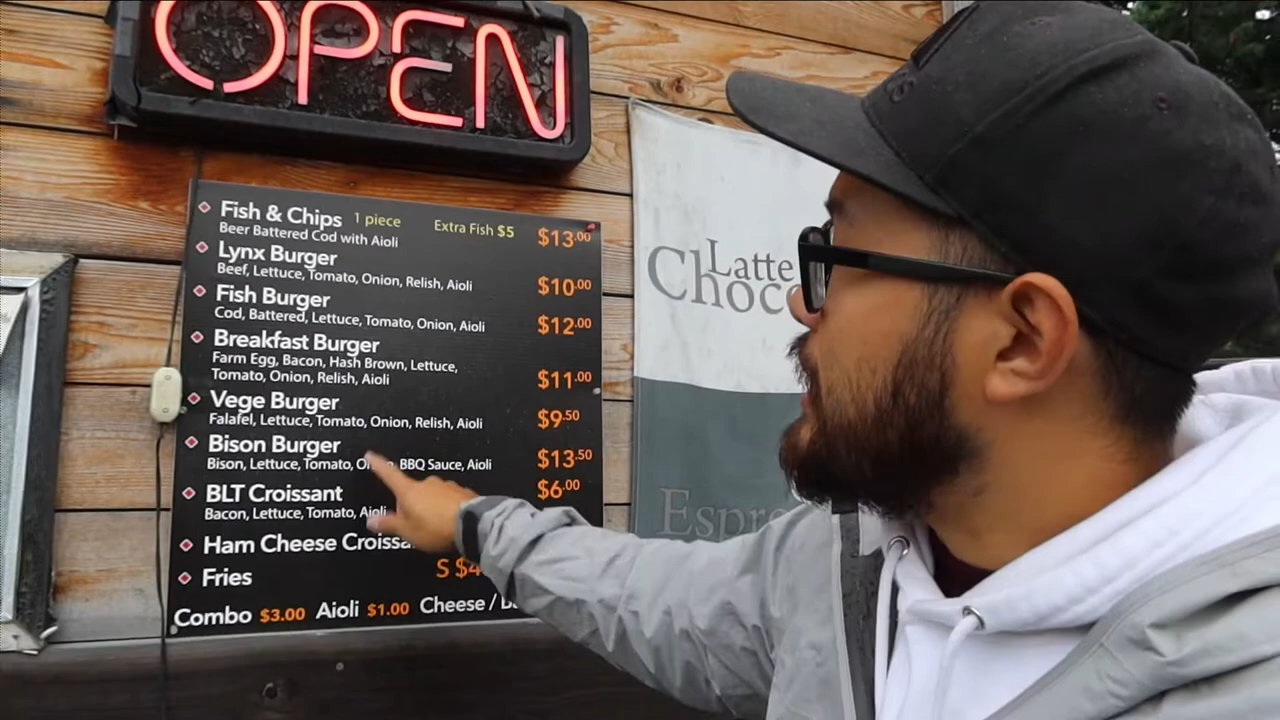 OPEN
Fish & Chips 1 piece Extra Fish $5 $13.00
Beer Battered Cod with Aioli
Lynx Burger
Beef, Lettuce, Tomato, Onion, Relish, Aioli $10.00
Fish Burger
Cod, Battered, Lettuce, Tomato, Onion, Aioli $12.00
Breakfast Burger
Farm Egg, Bacon, Hash Brown, Lettuce,
Tomato, Onion, Relish, Aioli $11.00
Vege Burger
Falafel, Lettuce, Tomato, Onion, Relish, Aioli $9.50
Bison Burger
Bison, Lettuce, Tomato, BBQ Sauce, Aioli $13.50
BLT Croissant $6.00
Bacon, Lettuce, Tomato, Aioli
Ham Cheese
Fries S $4
Combo $3.00 Aioli $1.00 Cheese /
Latte